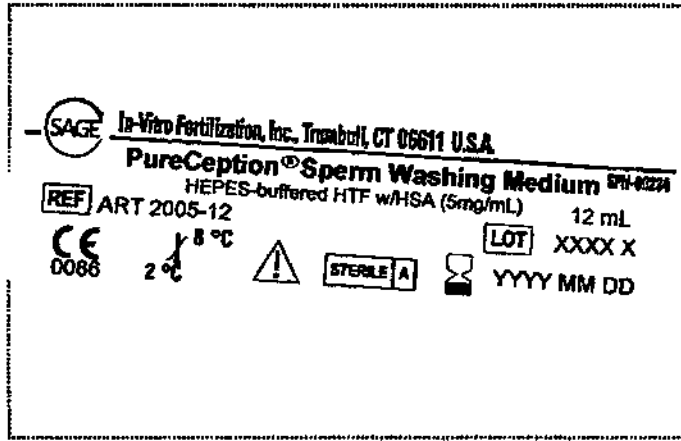 SAGE In-Vitro Fertilization, Inc., Trumbull, CT 06611 U.S.A.
PureCeption® Sperm Washing Medium
HEPES-buffered HTF w/HSA (5mg/mL) 12 mL
REF ART 2005-12
LOT XXXX X
CE 0086
2 °C 8 °C
STERILE A
YYYY MM DD